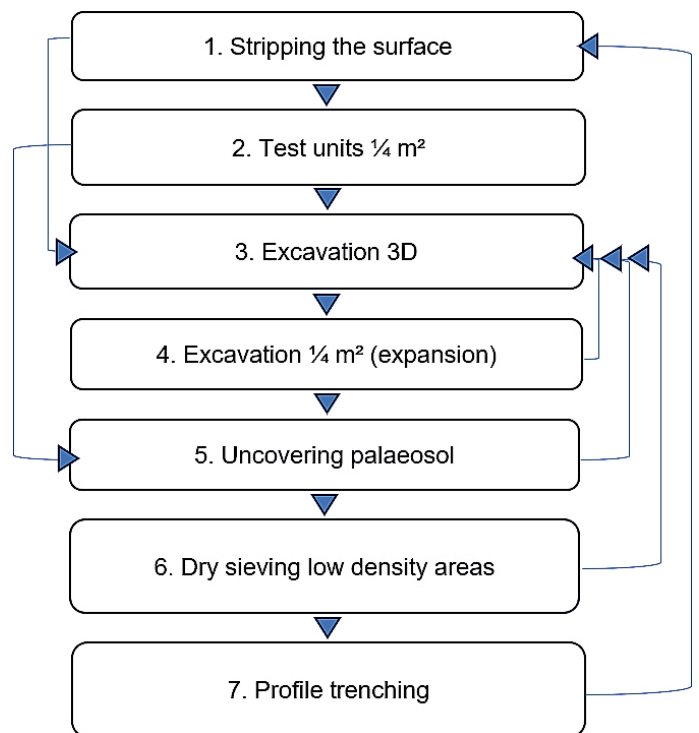 1. Stripping the surface
2. Test units ¼ m²
3. Excavation 3D
4. Excavation ¼ m² (expansion)
5. Uncovering palaeosol
6. Dry sieving low density areas
7. Profile trenching